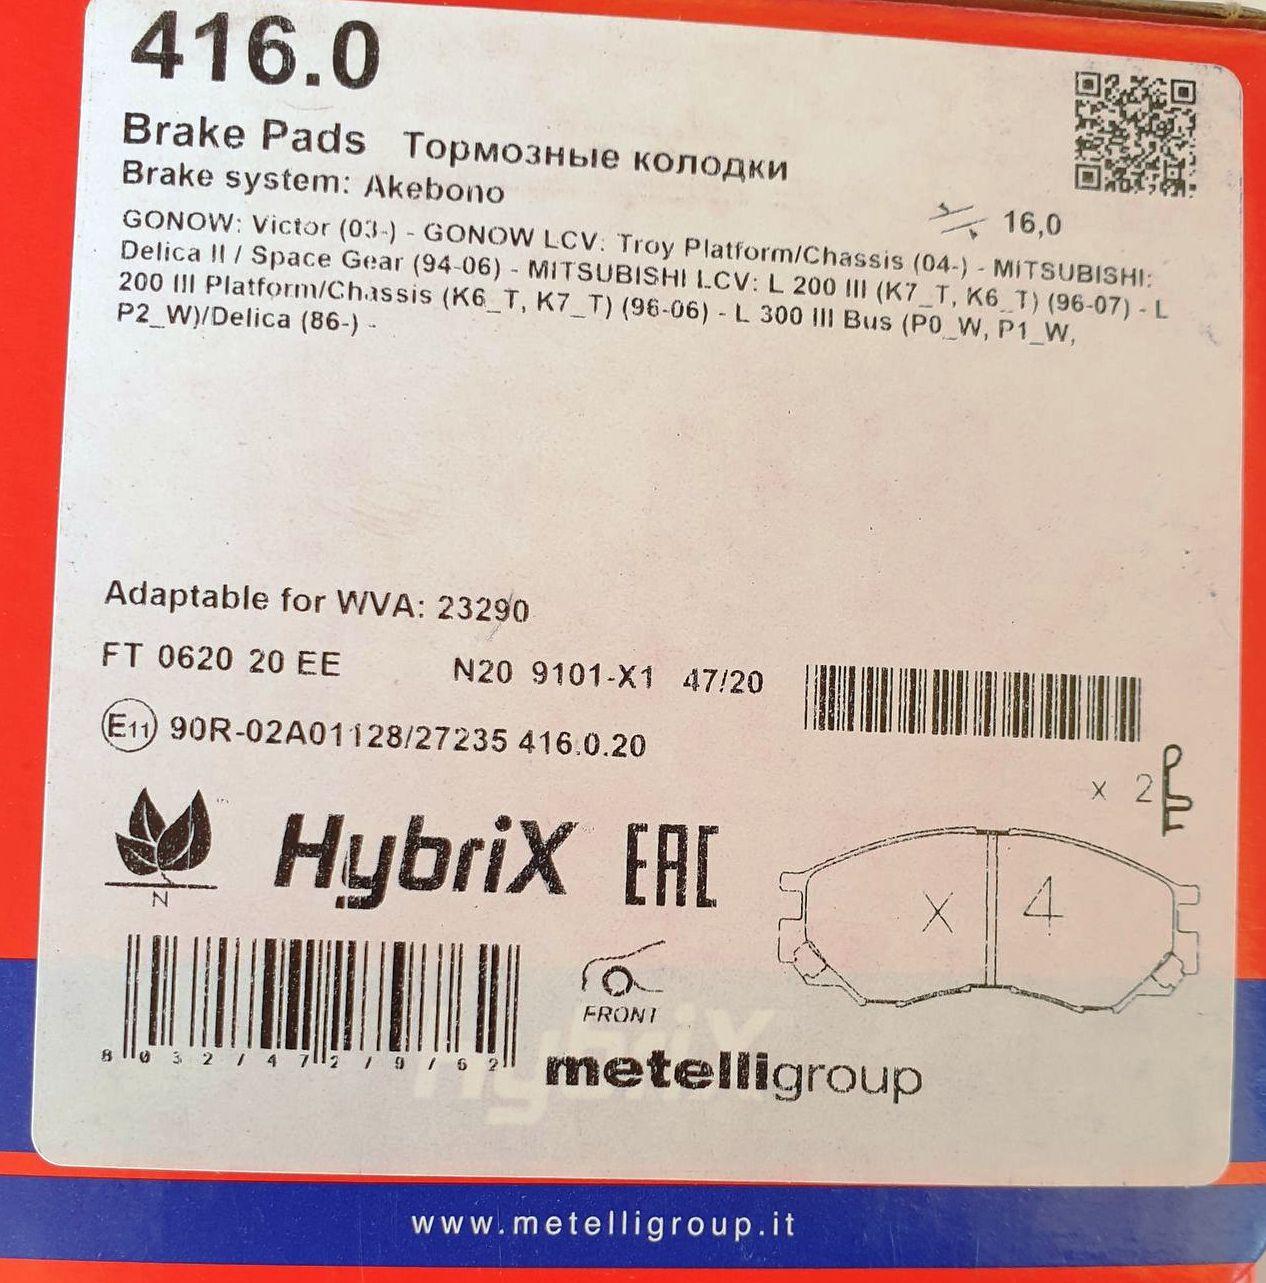 416.0
Brake Pads Тормозные колодки
Brake system: Akebono
16,0
GONOW: Victor (03-) - GONOW LCV: Troy Platform/Chassis (04-) - MITSUBISHI:
Delica II / Space Gear (94-06) - MITSUBISHI LCV: L 200 III (K7_T, K6_T) (96-07) - L
200 III Platform/Chassis (K6_T, K7_T) (96-06) - L 300 III Bus (P0_W, P1_W,
P2_W)/Delica (86-) -
Adaptable for WVA: 23290
FT 0620 20 EE N20 9101-X1 47/20
E11 90R-02A01128/27235 416.0.20
x 2
N
HybriX EAC
x 4
FRONT
8032747279762
metelligroup
HybriX
www.metelligroup.it